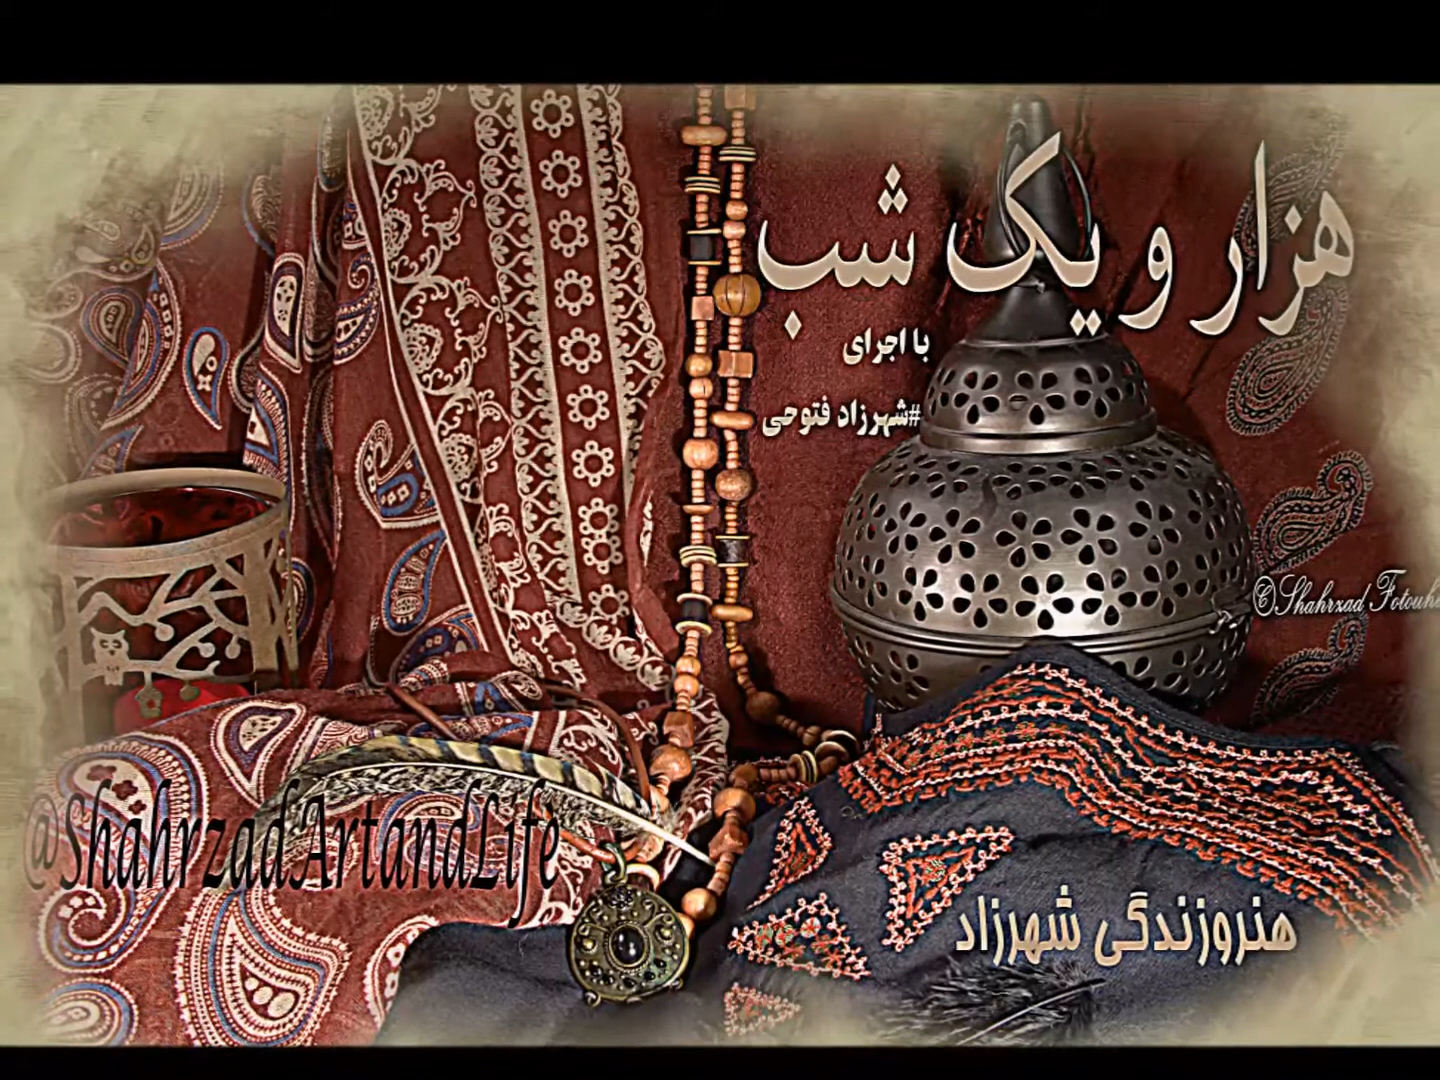 هزار و یک شب
با اجرای
#شهرزاد فتوحی
©Shahrzad Fotouhi
@ShahrzadArtandLife
هنروزندگی شهرزاد